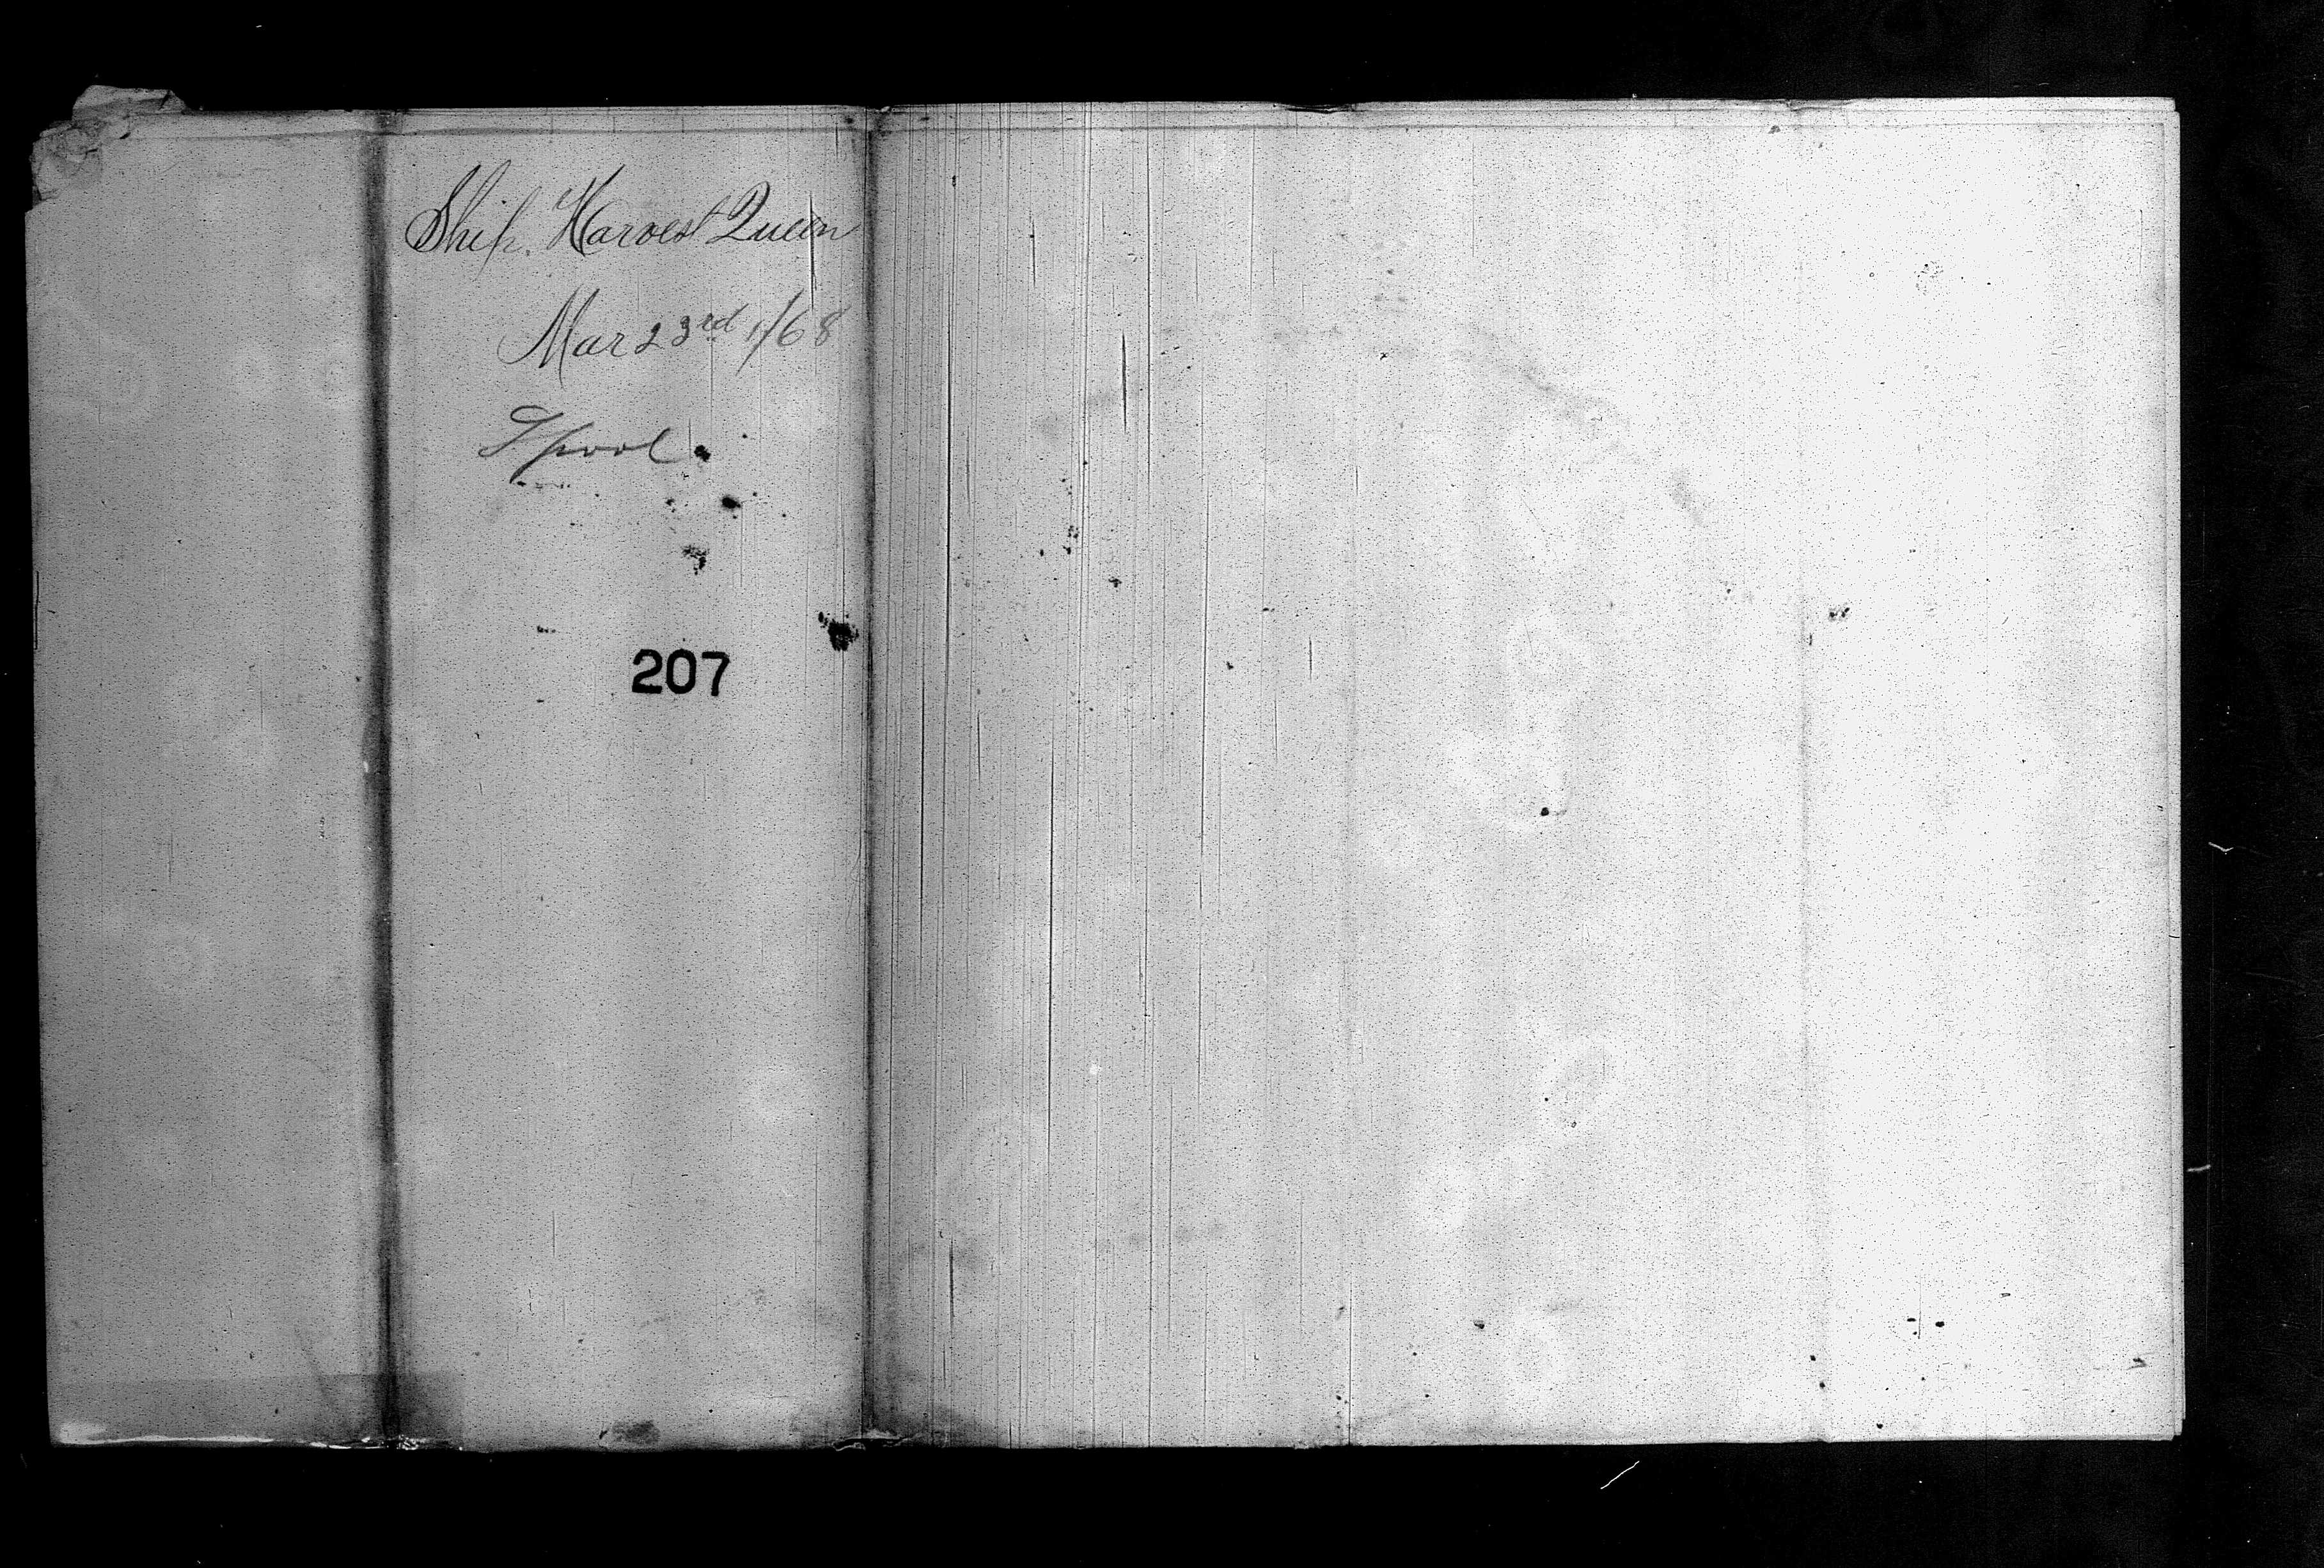 Ship. Harvest Queen
Mar 23rd 1/68
L'pool
207